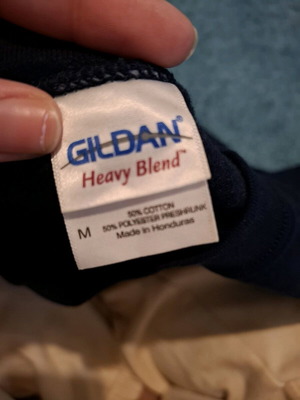 GILDAN®
Heavy Blend™
50% COTTON
M 50% POLYESTER PRESHRUNK
Made in Honduras